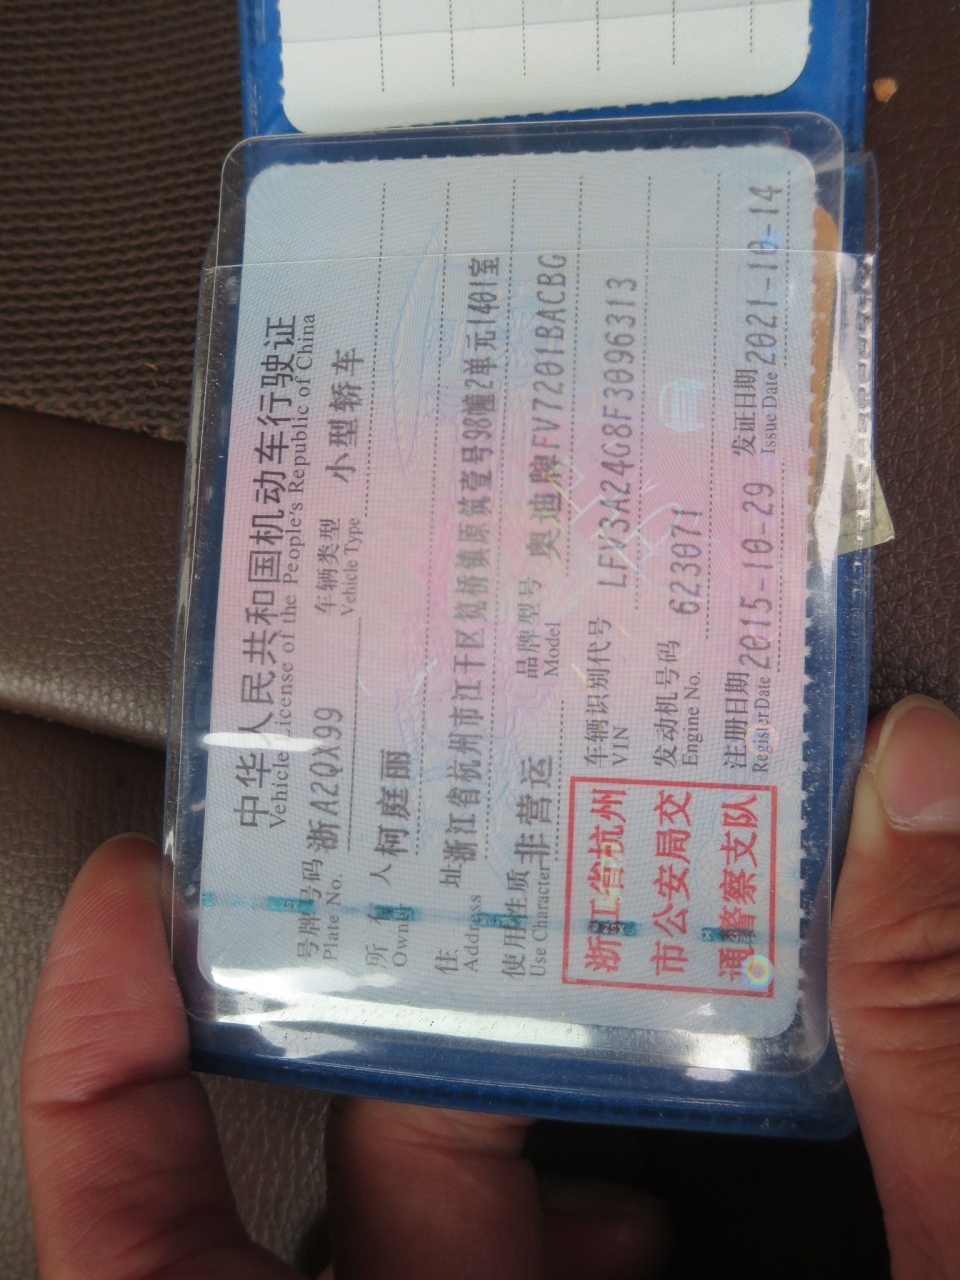 中华人民共和国机动车行驶证
Vehicle License of the People's Republic of China
号牌号码 浙A2QX99 车辆类型 小型轿车
Plate No. Vehicle Type
所有人 柯庭丽
Owner
住址 浙江省杭州市江干区笕桥镇原筑壹号98幢2单元1401室
Address
使用性质 非营运 品牌型号 奥迪牌FV7201BACBG
Use Character Model
浙江省杭州
市公安局交
通警察支队
车辆识别代号 LFV3A24G8F3096313
VIN
发动机号码 623071
Engine No.
注册日期 2015-10-29 发证日期 2021-10-14
Register Date Issue Date